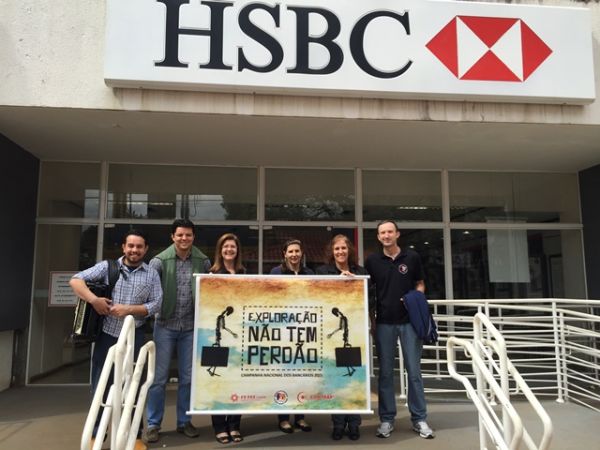 HSBC
EXPLORAÇÃO
NÃO TEM
PERDÃO
CAMPANHA NACIONAL DOS BANCÁRIOS 2015